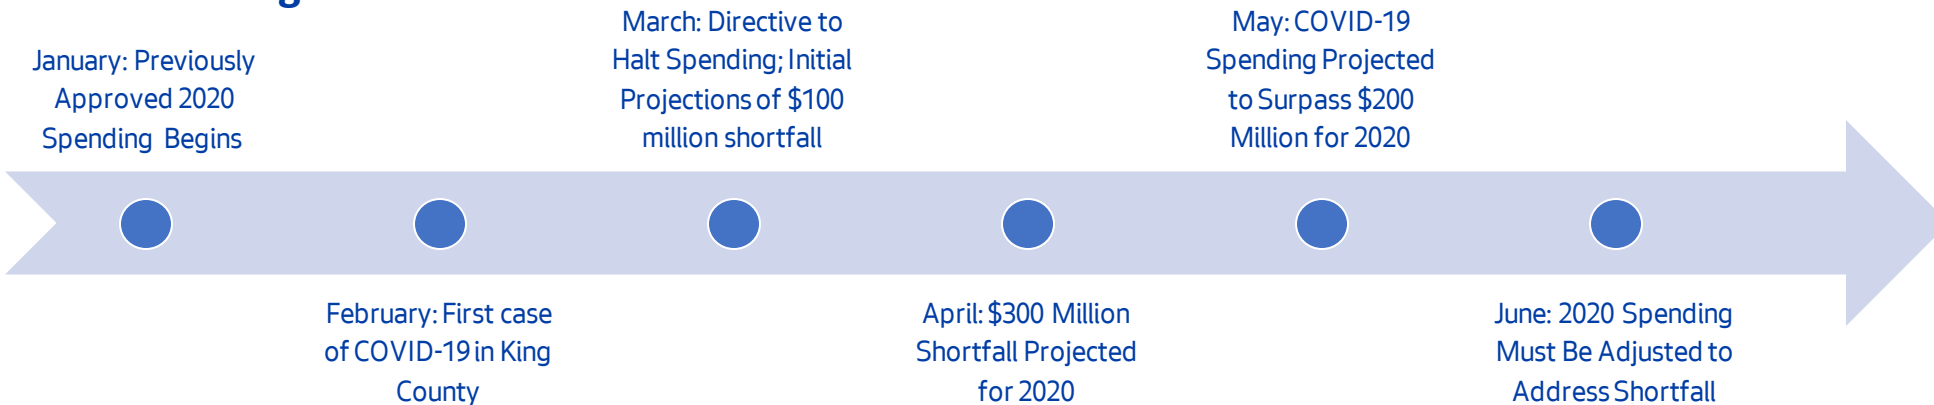 January: Previously
Approved 2020
Spending Begins
February: First case
of COVID-19 in King
County
March: Directive to
Halt Spending; Initial
Projections of $100
million shortfall
April: $300 Million
Shortfall Projected
for 2020
May: COVID-19
Spending Projected
to Surpass $200
Million for 2020
June: 2020 Spending
Must Be Adjusted to
Address Shortfall